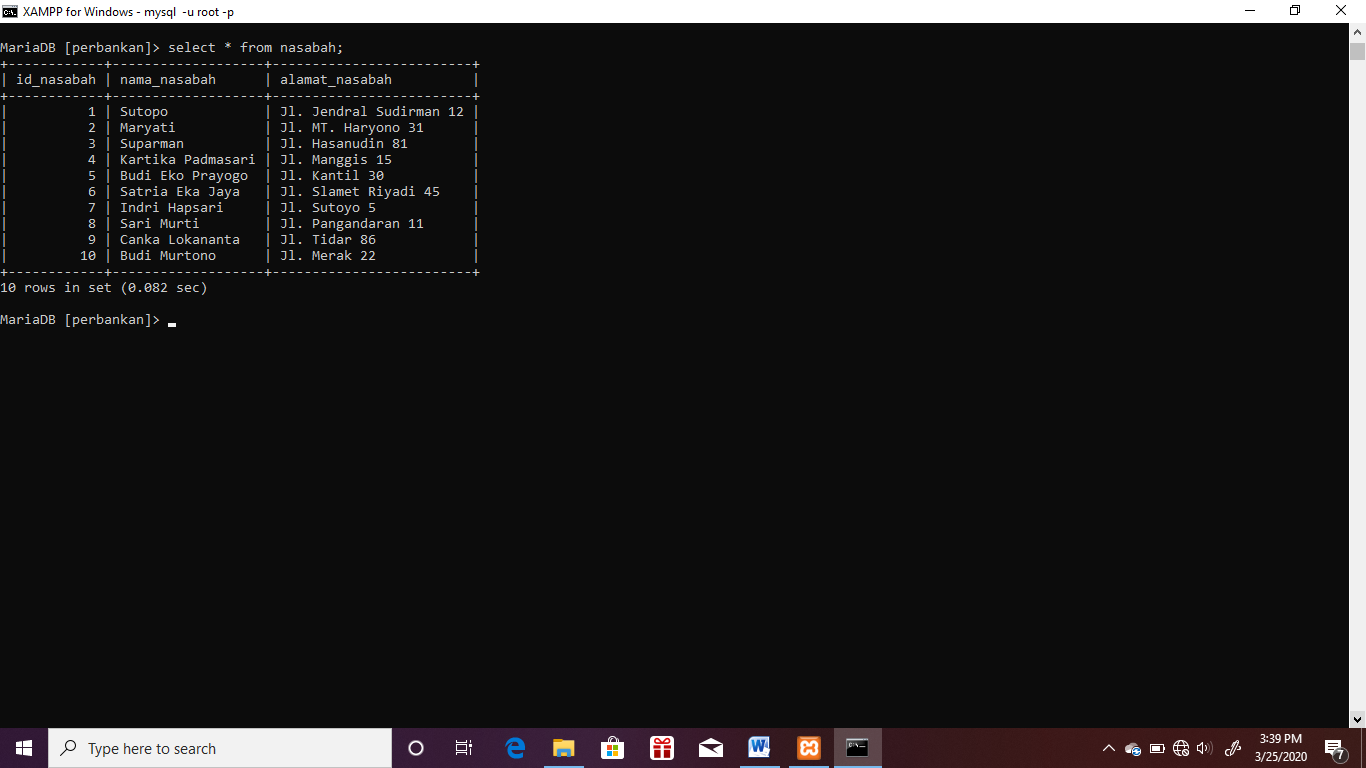 XAMPP for Windows - mysql  -u root -p
MariaDB [perbankan]> select * from nasabah;
+------------+-------------------+-------------------------+
| id_nasabah | nama_nasabah      | alamat_nasabah          |
+------------+-------------------+-------------------------+
|          1 | Sutopo            | Jl. Jendral Sudirman 12 |
|          2 | Maryati           | Jl. MT. Haryono 31      |
|          3 | Suparman          | Jl. Hasanudin 81        |
|          4 | Kartika Padmasari | Jl. Manggis 15          |
|          5 | Budi Eko Prayogo  | Jl. Kantil 30           |
|          6 | Satria Eka Jaya   | Jl. Slamet Riyadi 45    |
|          7 | Indri Hapsari     | Jl. Sutoyo 5            |
|          8 | Sari Murti        | Jl. Pangandaran 11      |
|          9 | Canka Lokananta   | Jl. Tidar 86            |
|         10 | Budi Murtono      | Jl. Merak 22            |
+------------+-------------------+-------------------------+
10 rows in set (0.082 sec)
MariaDB [perbankan]>
Type here to search
3:39 PM
3/25/2020
7